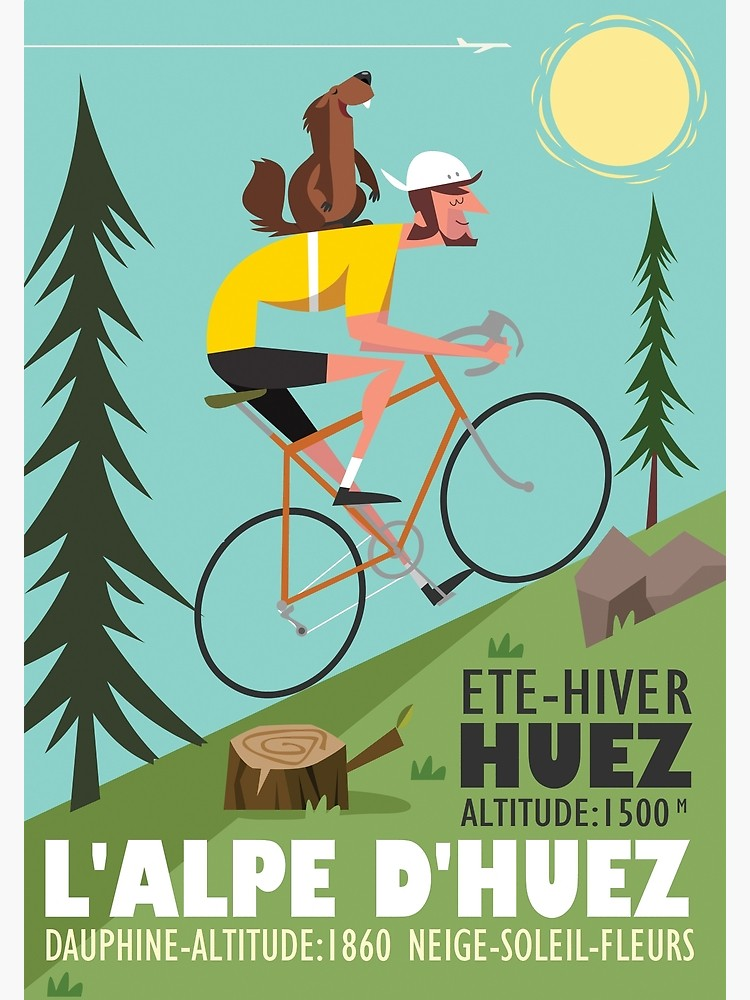 ETE-HIVER
HUEZ
ALTITUDE:1500 M
L'ALPE D'HUEZ
DAUPHINE-ALTITUDE:1860 NEIGE-SOLEIL-FLEURS